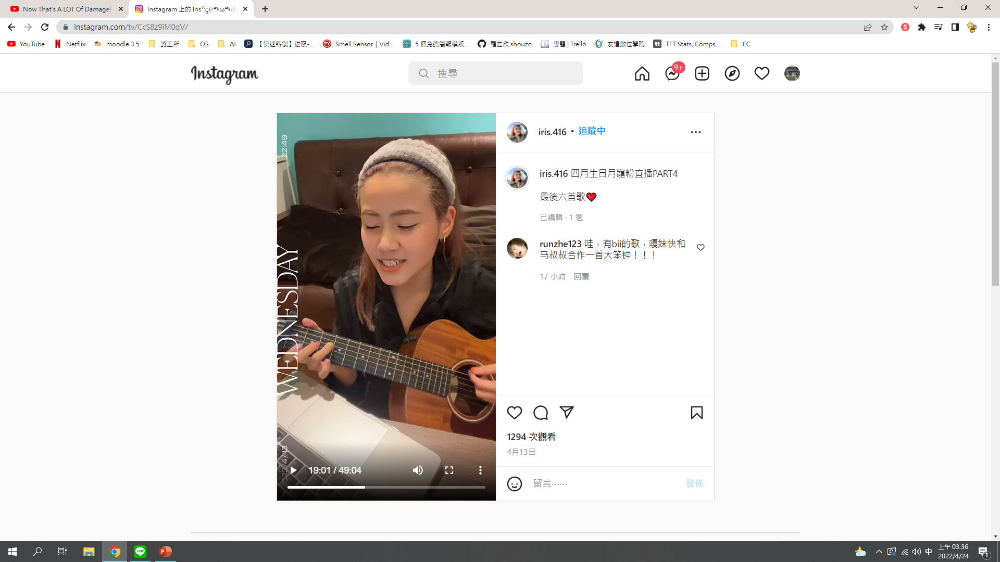 Now That's A LOT Of Damage!
Instagram 上的 Iris
instagram.com/tv/CcS8z9iM0qV/
YouTube
Netflix
moodle 3.5
資工所
OS
AI
【快速客製】磁吸-...
Smell Sensor | Vid...
5 個免費簡報模版...
羅左欣 shouzo
專題 | Trello
友達數位學院
TFT Stats, Comps,...
EC
Instagram
搜尋
9+
iris.416 • 追蹤中
iris.416 四月生日月寵粉直播PART4
最後六首歌❤
已編輯 · 1 週
runzhe123 哇，有bii的歌，嘎妹快和
马叔叔合作一首大笨钟！！！
17 小時 回覆
22:49
WEDNESDAY
2022/4/13
19:01 / 49:04
1294 次觀看
4月13日
留言⋯⋯
發佈
中
上午 03:36
2022/4/24
1